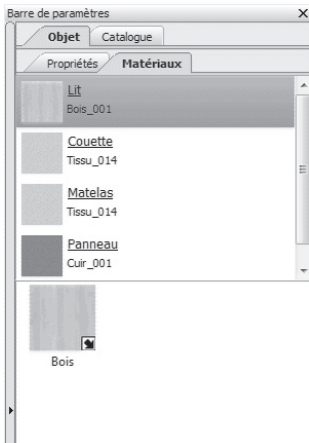 Barre de paramètres
Objet Catalogue
Propriétés Matériaux
Lit
Bois_001
Couette
Tissu_014
Matelas
Tissu_014
Panneau
Cuir_001
Bois